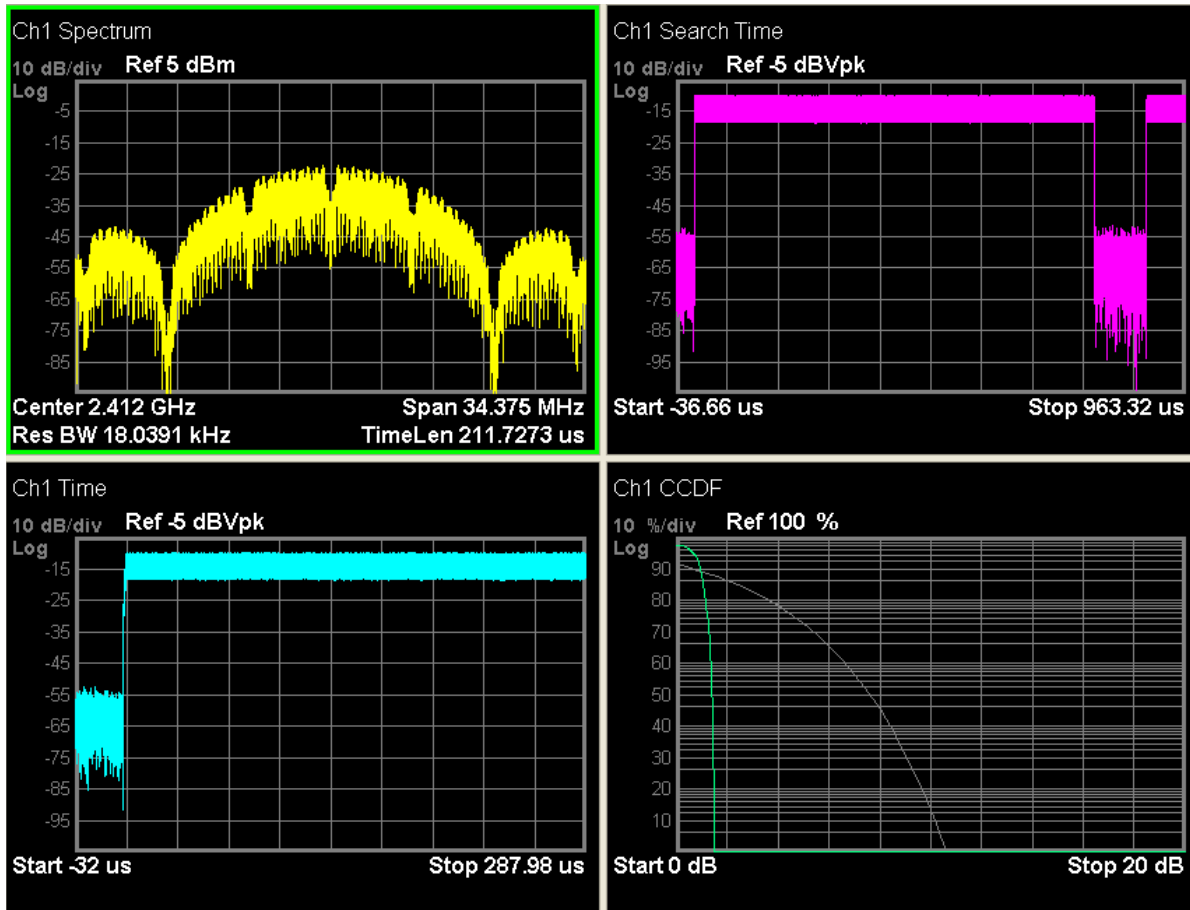 Ch1 Spectrum
10 dB/div Ref 5 dBm
Log
-5
-15
-25
-35
-45
-55
-65
-75
-85
Center 2.412 GHz Span 34.375 MHz
Res BW 18.0391 kHz TimeLen 211.7273 us
Ch1 Search Time
10 dB/div Ref -5 dBVpk
Log
-15
-25
-35
-45
-55
-65
-75
-85
-95
Start -36.66 us Stop 963.32 us
Ch1 Time
10 dB/div Ref -5 dBVpk
Log
-15
-25
-35
-45
-55
-65
-75
-85
-95
Start -32 us Stop 287.98 us
Ch1 CCDF
10 %/div Ref 100 %
Log
90
80
70
60
50
40
30
20
10
Start 0 dB Stop 20 dB